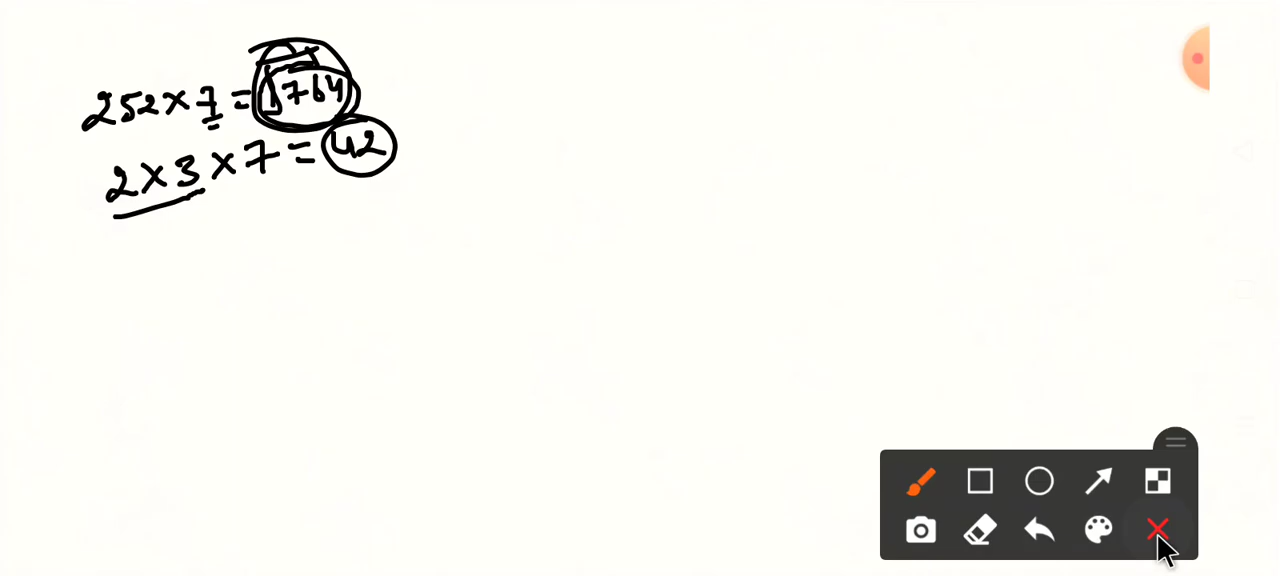 252 × 7 = 1764
2 × 3 × 7 = 42